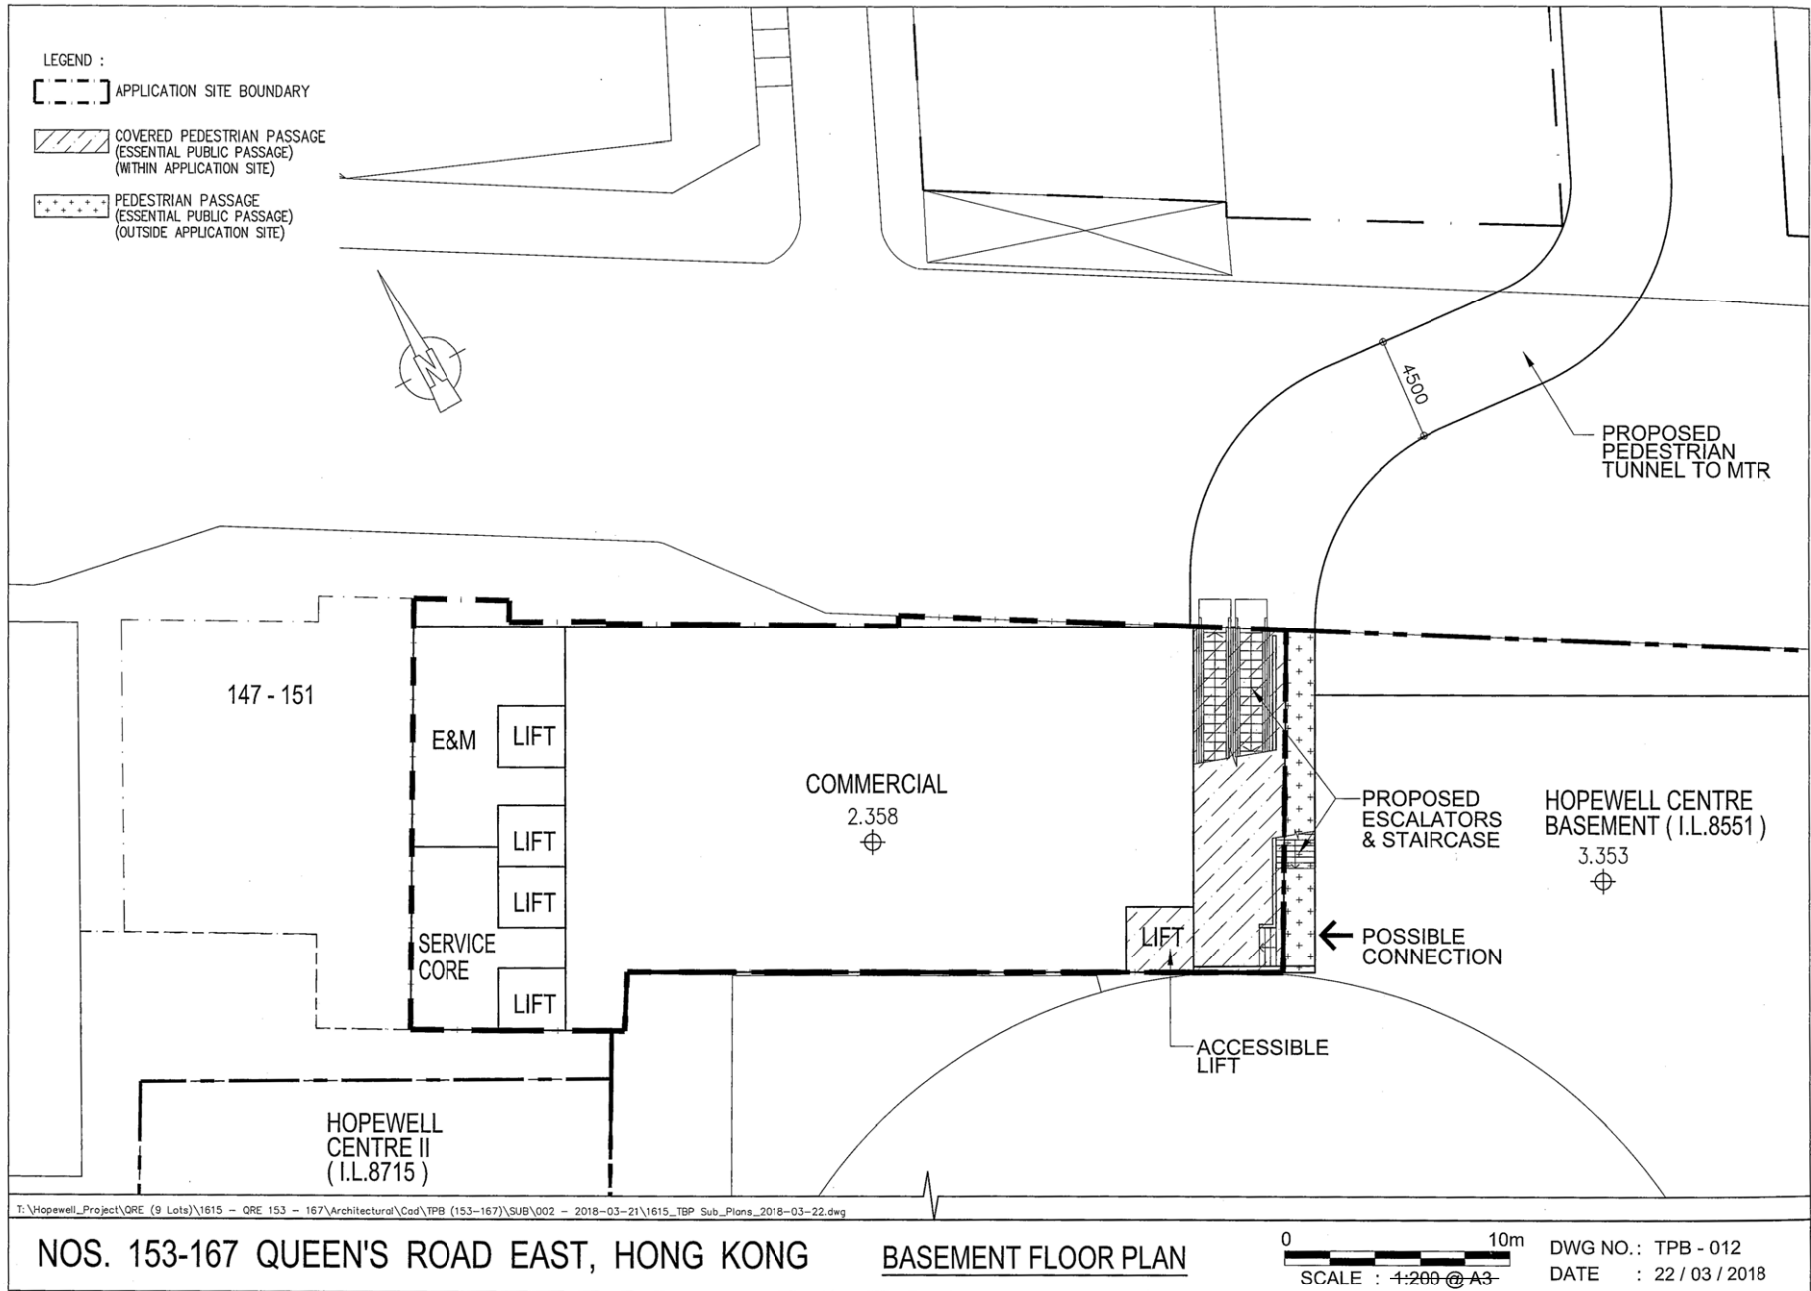 LEGEND :
APPLICATION SITE BOUNDARY
COVERED PEDESTRIAN PASSAGE
(ESSENTIAL PUBLIC PASSAGE)
(WITHIN APPLICATION SITE)
PEDESTRIAN PASSAGE
(ESSENTIAL PUBLIC PASSAGE)
(OUTSIDE APPLICATION SITE)
N
4500
PROPOSED
PEDESTRIAN
TUNNEL TO MTR
147 - 151
E&M
LIFT
LIFT
LIFT
SERVICE
CORE
LIFT
COMMERCIAL
2.358
LIFT
PROPOSED
ESCALATORS
& STAIRCASE
HOPEWELL CENTRE
BASEMENT ( I.L.8551 )
3.353
POSSIBLE
CONNECTION
ACCESSIBLE
LIFT
HOPEWELL
CENTRE II
( I.L.8715 )
T:\Hopewell_Project\QRE (9 Lots)\1615 - QRE 153 - 167\Architectural\Cad\TPB (153-167)\SUB\002 - 2018-03-21\1615_TBP Sub_Plans_2018-03-22.dwg
NOS. 153-167 QUEEN'S ROAD EAST, HONG KONG
BASEMENT FLOOR PLAN
0 10m
SCALE : 1:200 @ A3
DWG NO.: TPB - 012
DATE : 22 / 03 / 2018